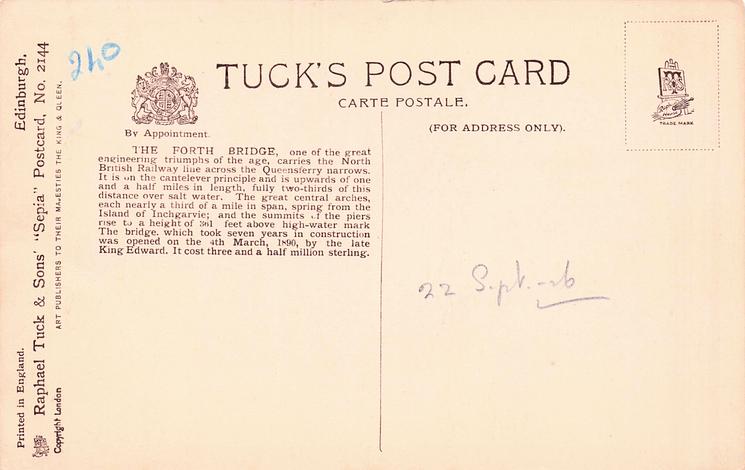 Printed in England.
Raphael Tuck & Sons' "Sepia" Postcard, No. 2144 Edinburgh.
ART PUBLISHERS TO THEIR MAJESTIES THE KING & QUEEN.
Copyright London
240
TUCK'S POST CARD
CARTE POSTALE.
By Appointment.
(FOR ADDRESS ONLY).
TRADE MARK
THE FORTH BRIDGE, one of the great
engineering triumphs of the age, carries the North
British Railway line across the Queensferry narrows.
It is on the cantelever principle and is upwards of one
and a half miles in length, fully two-thirds of this
distance over salt water. The great central arches,
each nearly a third of a mile in span, spring from the
Island of Inchgarvie; and the summits of the piers
rise to a height of 361 feet above high-water mark
The bridge. which took seven years in construction
was opened on the 4th March, 1890, by the late
King Edward. It cost three and a half million sterling.
22 Sept.-26